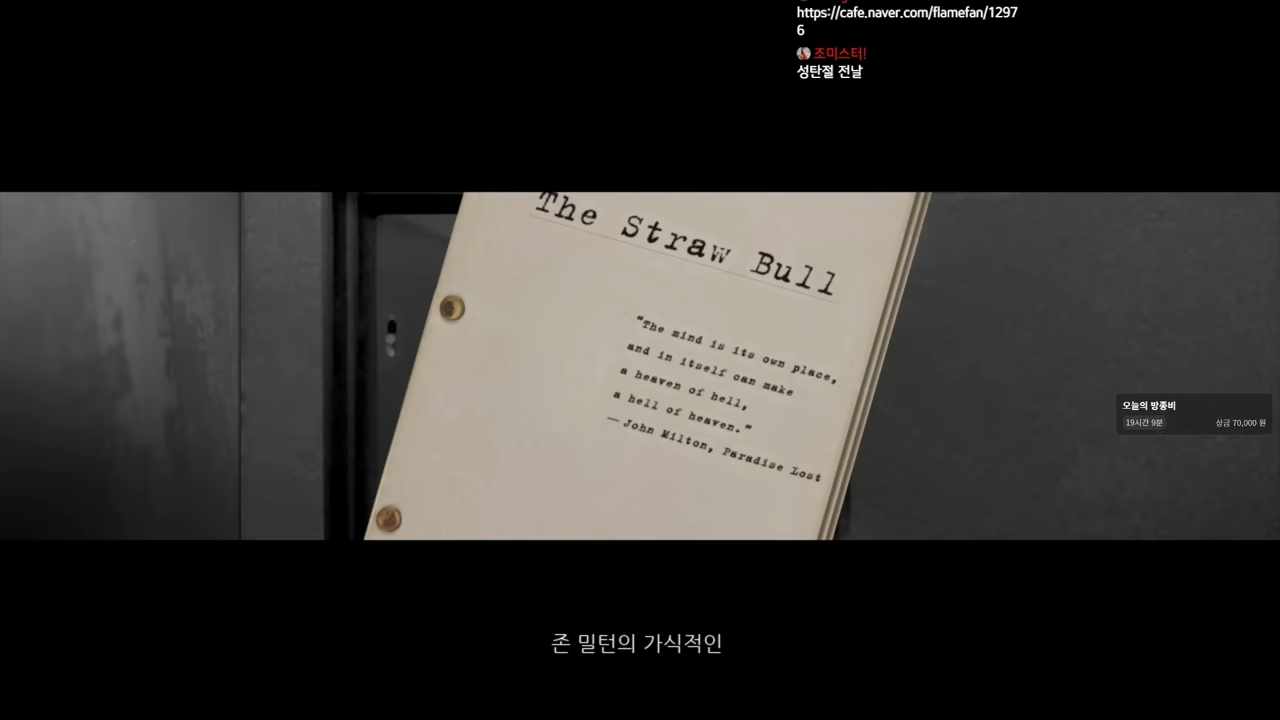 https://cafe.naver.com/flamefan/1297
6
조미스터!
성탄절 전날
The Straw Bull
“The mind is its own place,
and in itself can make
a heaven of hell,
a hell of heaven.”
— John Milton, Paradise Lost
오늘의 방종비
19시간 9분
상금 70,000 원
존 밀턴의 가식적인